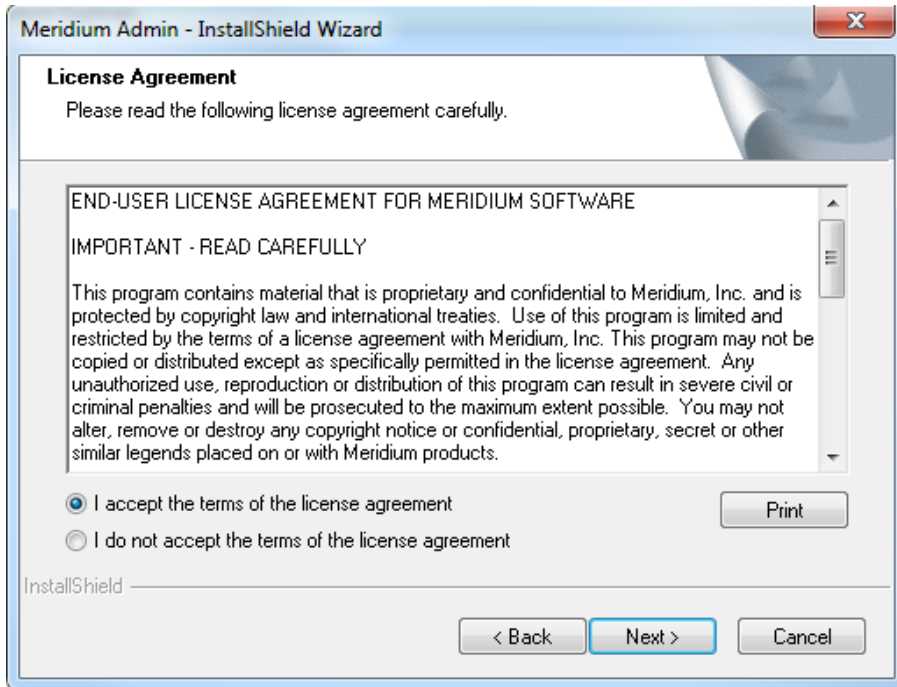 Meridium Admin - InstallShield Wizard
License Agreement
Please read the following license agreement carefully.
END-USER LICENSE AGREEMENT FOR MERIDIUM SOFTWARE
IMPORTANT - READ CAREFULLY
This program contains material that is proprietary and confidential to Meridium, Inc. and is
protected by copyright law and international treaties.  Use of this program is limited and
restricted by the terms of a license agreement with Meridium, Inc. This program may not be
copied or distributed except as specifically permitted in the license agreement.  Any
unauthorized use, reproduction or distribution of this program can result in severe civil or
criminal penalties and will be prosecuted to the maximum extent possible.  You may not
alter, remove or destroy any copyright notice or confidential, proprietary, secret or other
similar legends placed on or with Meridium products.
I accept the terms of the license agreement
Print
I do not accept the terms of the license agreement
InstallShield
< Back
Next >
Cancel